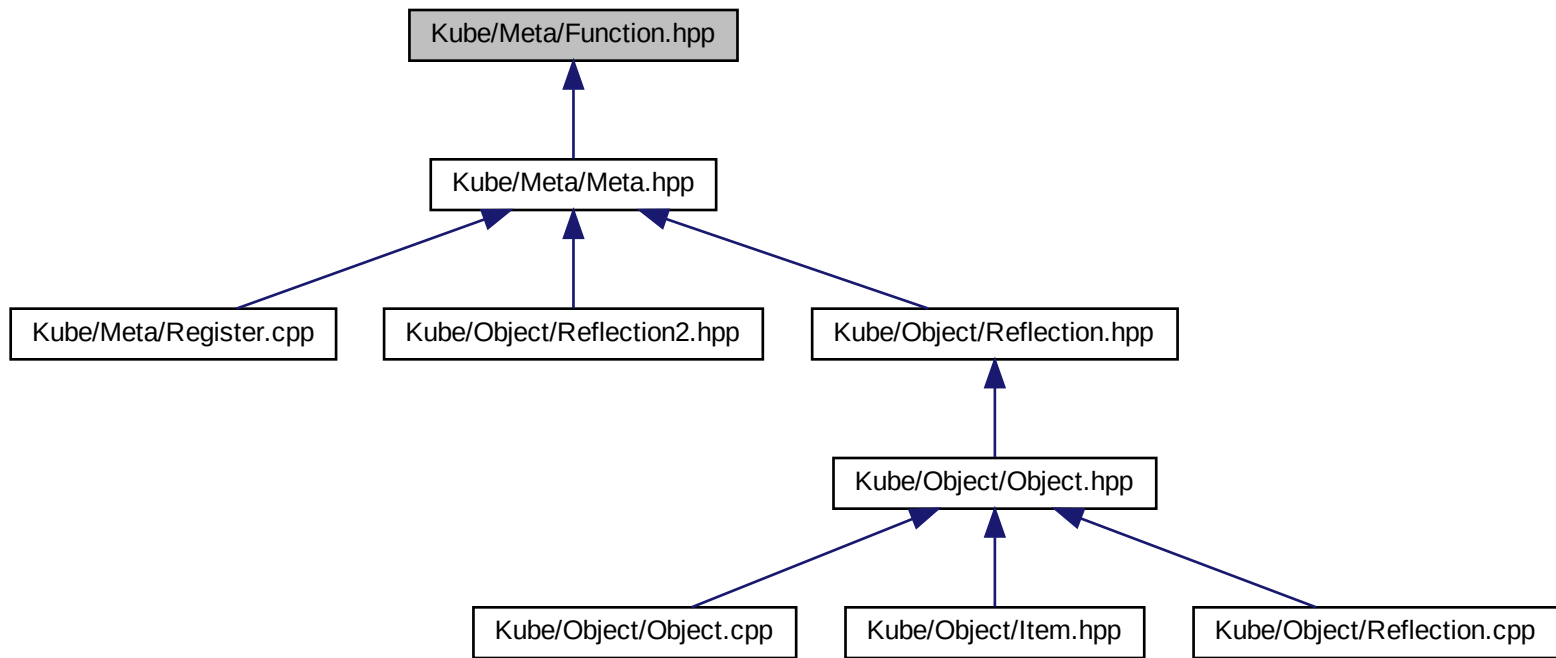 Kube/Meta/Function.hpp
Kube/Meta/Meta.hpp
Kube/Meta/Register.cpp
Kube/Object/Reflection2.hpp
Kube/Object/Reflection.hpp
Kube/Object/Object.hpp
Kube/Object/Object.cpp
Kube/Object/Item.hpp
Kube/Object/Reflection.cpp